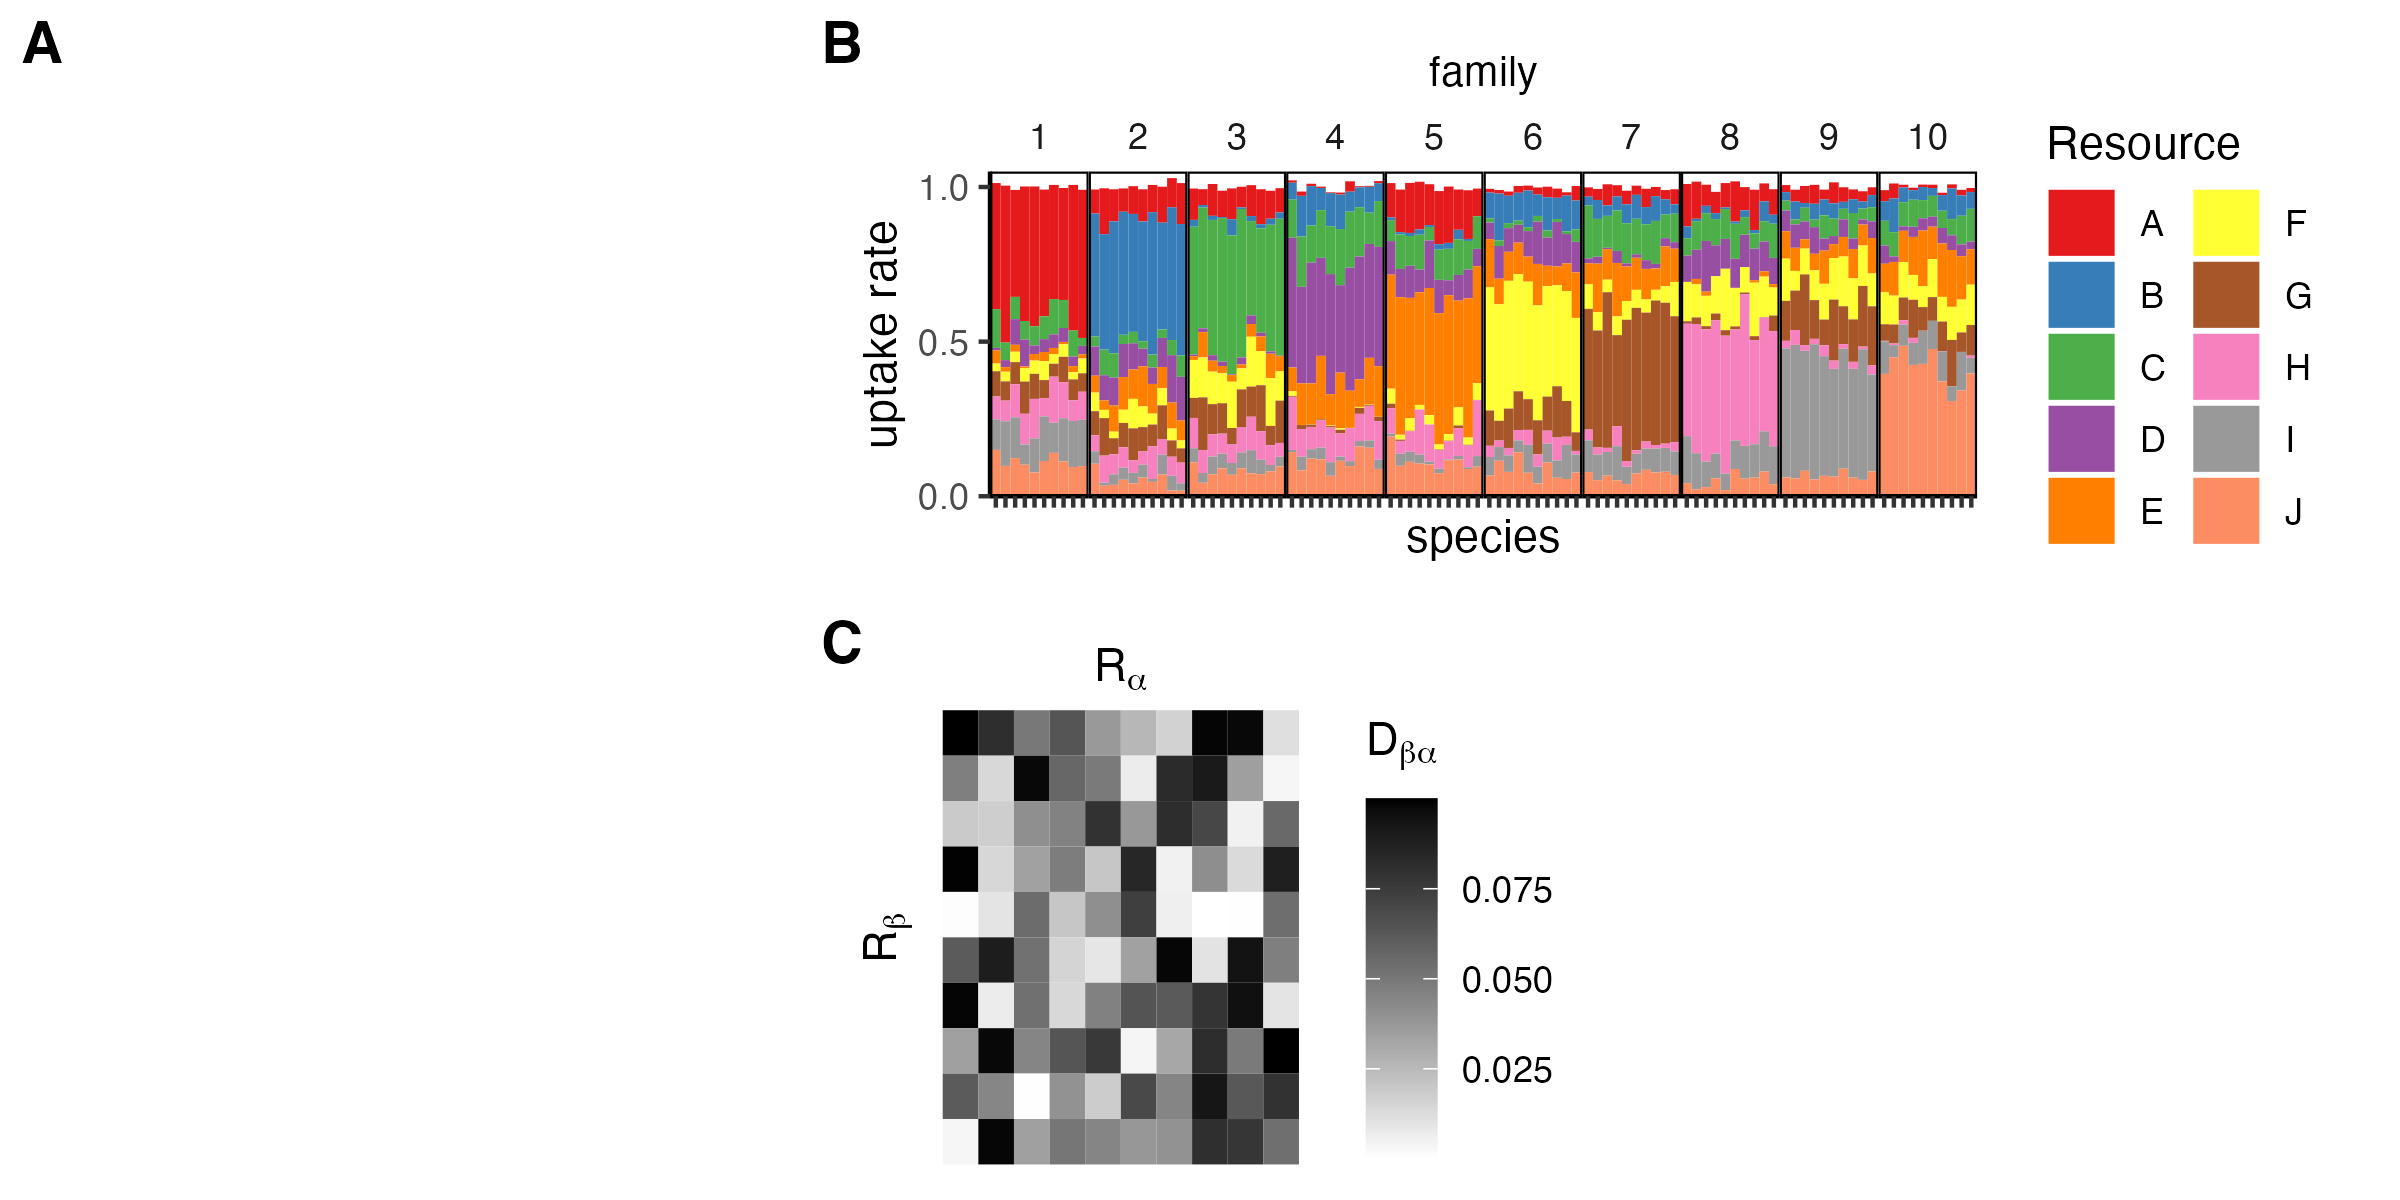 A
B
family
1 2 3 4 5 6 7 8 9 10
1.0
0.5
0.0
uptake rate
species
Resource
A F
B G
C H
D I
E J
C
Rα
Rβ
Dβα
0.075
0.050
0.025